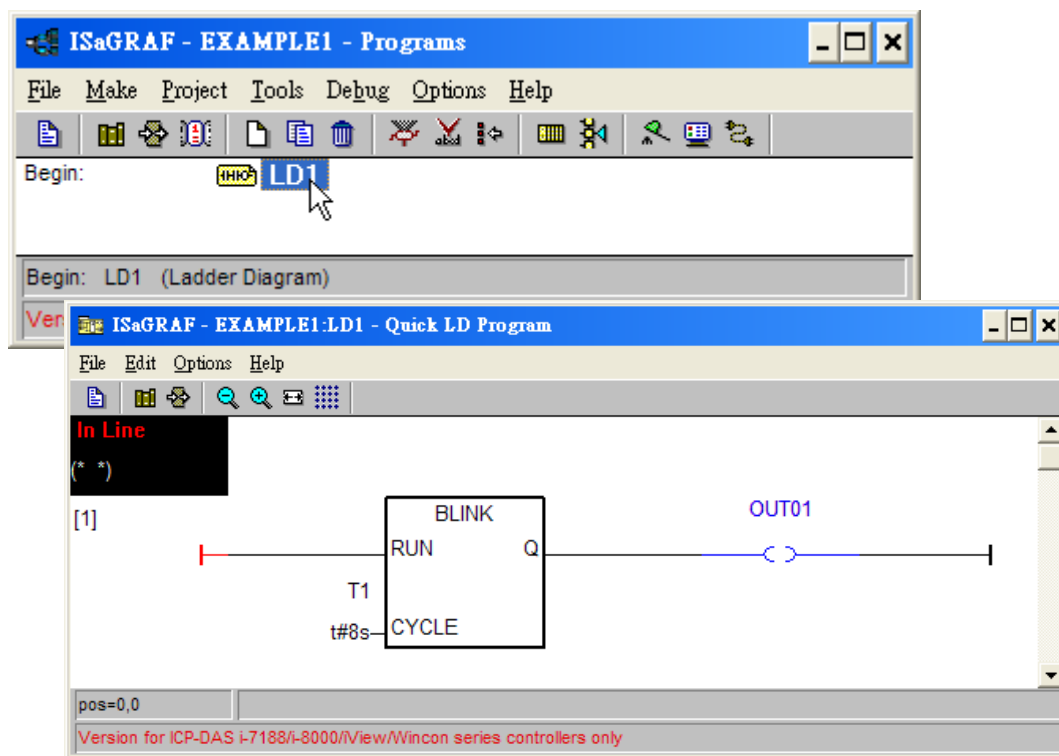 ISaGRAF - EXAMPLE1 - Programs
File Make Project Tools Debug Options Help
Begin: LD1
Begin: LD1 (Ladder Diagram)
ISaGRAF - EXAMPLE1:LD1 - Quick LD Program
File Edit Options Help
In Line
(* *)
[1]
BLINK
OUT01
RUN Q
T1
t#8s CYCLE
pos=0,0
Version for ICP-DAS i-7188/i-8000/iView/Wincon series controllers only